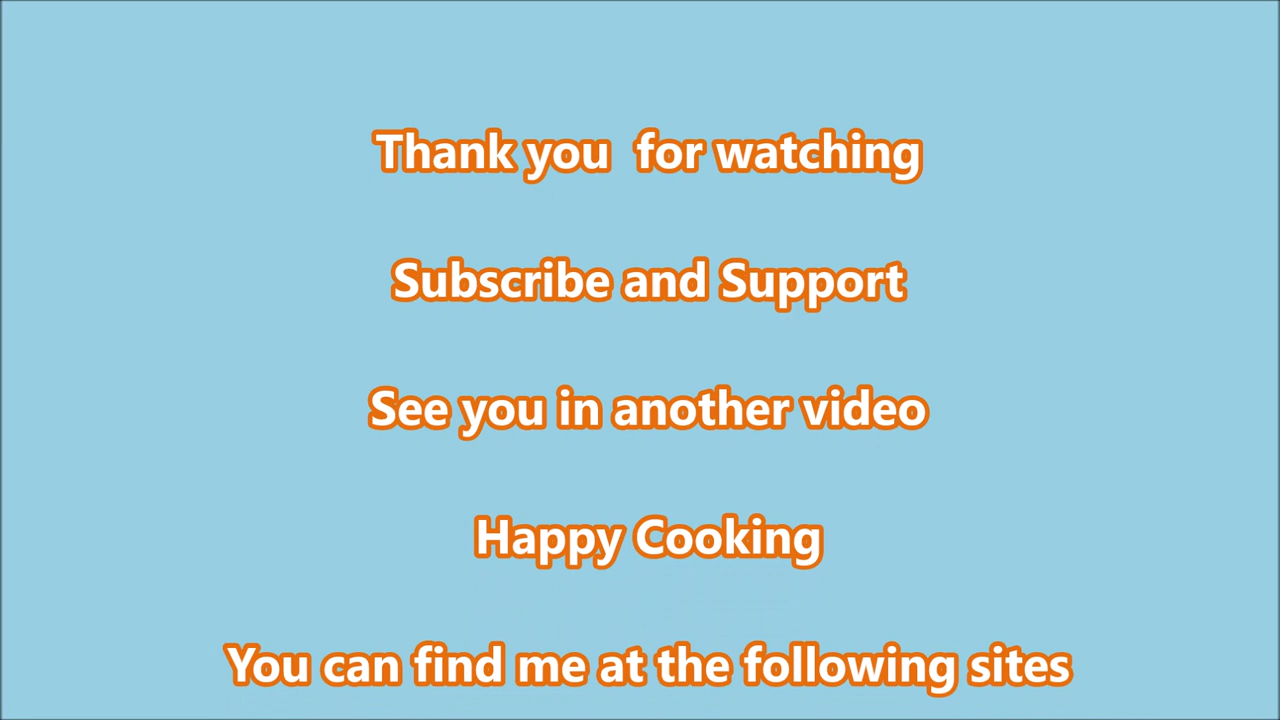 Thank you  for watching
Subscribe and Support
See you in another video
Happy Cooking
You can find me at the following sites